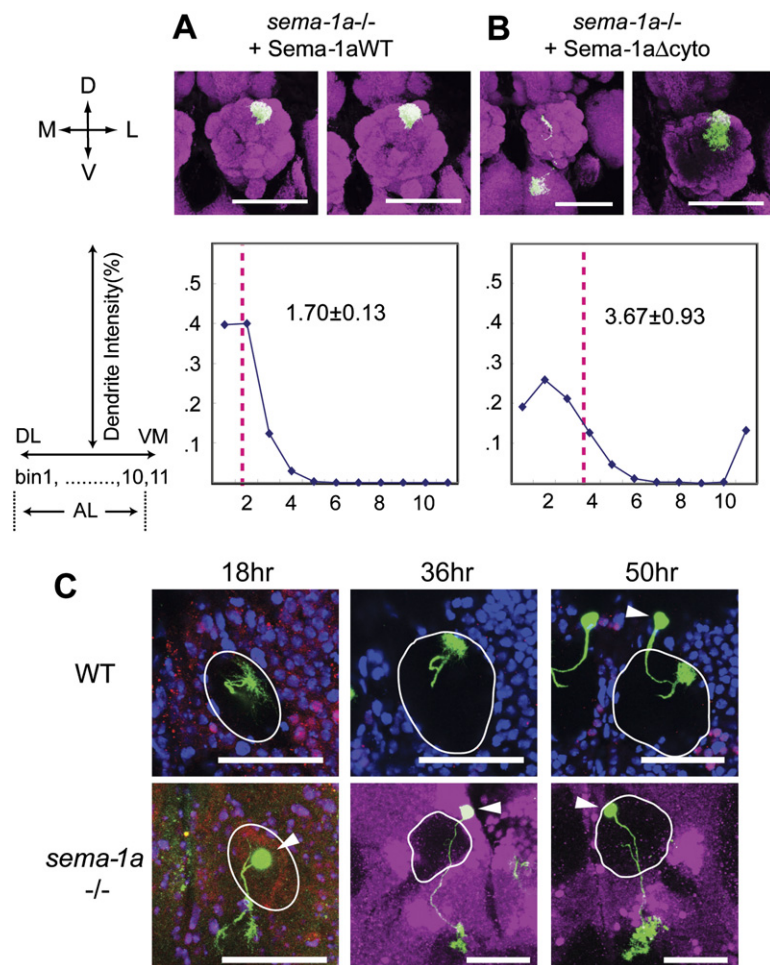 A
sema-1a-/-
+ Sema-1aWT
B
sema-1a-/-
+ Sema-1aΔcyto
D
M L
V
Dendrite Intensity(%)
DL VM
bin1, .........,10,11
AL
.5
.4
.3
.2
.1
1.70±0.13
2 4 6 8 10
.5
.4
.3
.2
.1
3.67±0.93
2 4 6 8 10
C
18hr 36hr 50hr
WT
sema-1a
-/-